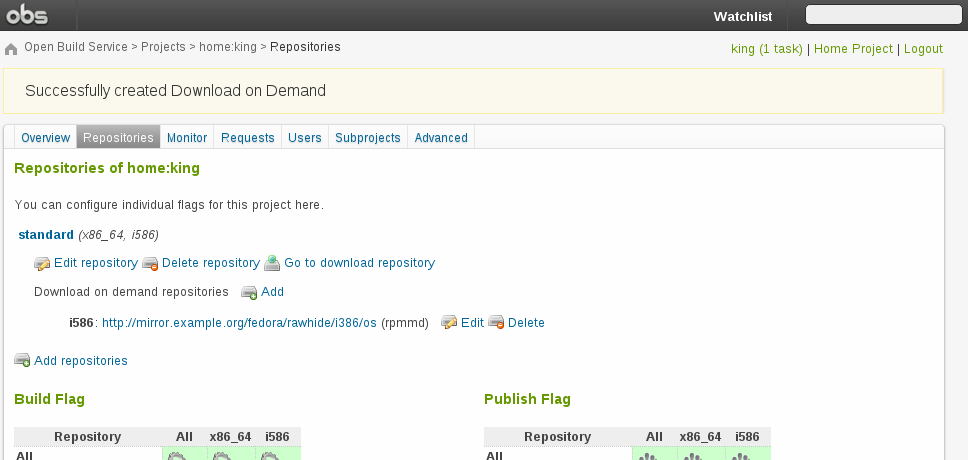 obs
Watchlist
Open Build Service > Projects > home:king > Repositories
king (1 task) | Home Project | Logout
Successfully created Download on Demand
Overview Repositories Monitor Requests Users Subprojects Advanced
Repositories of home:king
You can configure individual flags for this project here.
standard (x86_64, i586)
Edit repository Delete repository Go to download repository
Download on demand repositories Add
i586: http://mirror.example.org/fedora/rawhide/i386/os (rpmmd) Edit Delete
Add repositories
Build Flag
Repository All x86_64 i586
All
Publish Flag
Repository All x86_64 i586
All